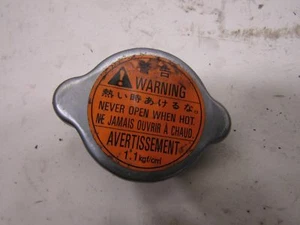 警告
WARNING
熱い時あけるな。
NEVER OPEN WHEN HOT.
NE JAMAIS OUVRIR À CHAUD.
AVERTISSEMENT
1.1kgf/cm²